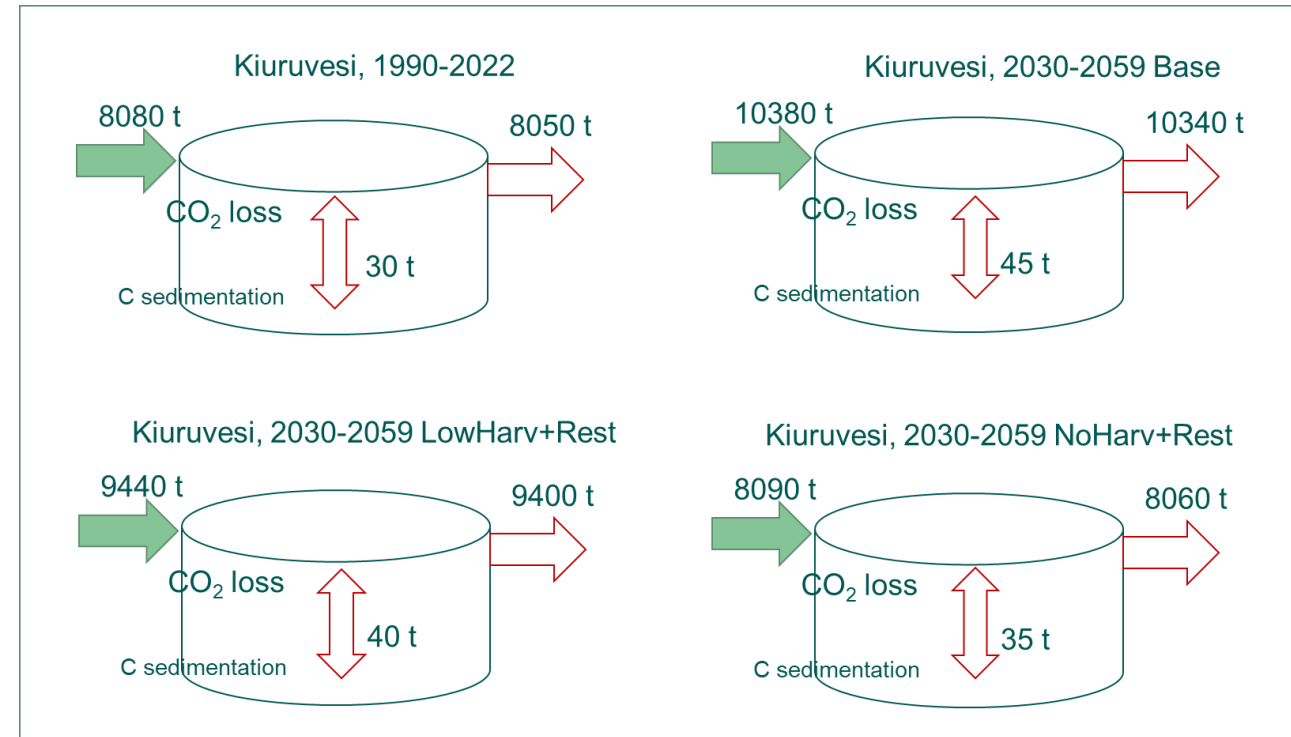 Kiuruvesi, 1990-2022
8080 t
8050 t
CO₂ loss
30 t
C sedimentation
Kiuruvesi, 2030-2059 Base
10380 t
10340 t
CO₂ loss
45 t
C sedimentation
Kiuruvesi, 2030-2059 LowHarv+Rest
9440 t
9400 t
CO₂ loss
40 t
C sedimentation
Kiuruvesi, 2030-2059 NoHarv+Rest
8090 t
8060 t
CO₂ loss
35 t
C sedimentation